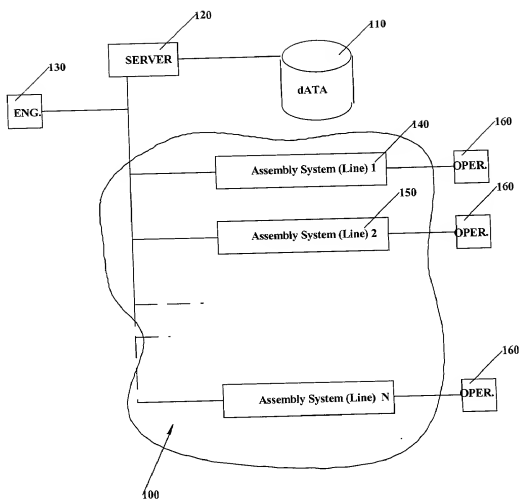 120
110
SERVER
130
dATA
ENG.
140
160
Assembly System (Line) 1
OPER.
150
160
Assembly System (Line) 2
OPER.
160
Assembly System (Line) N
OPER.
100